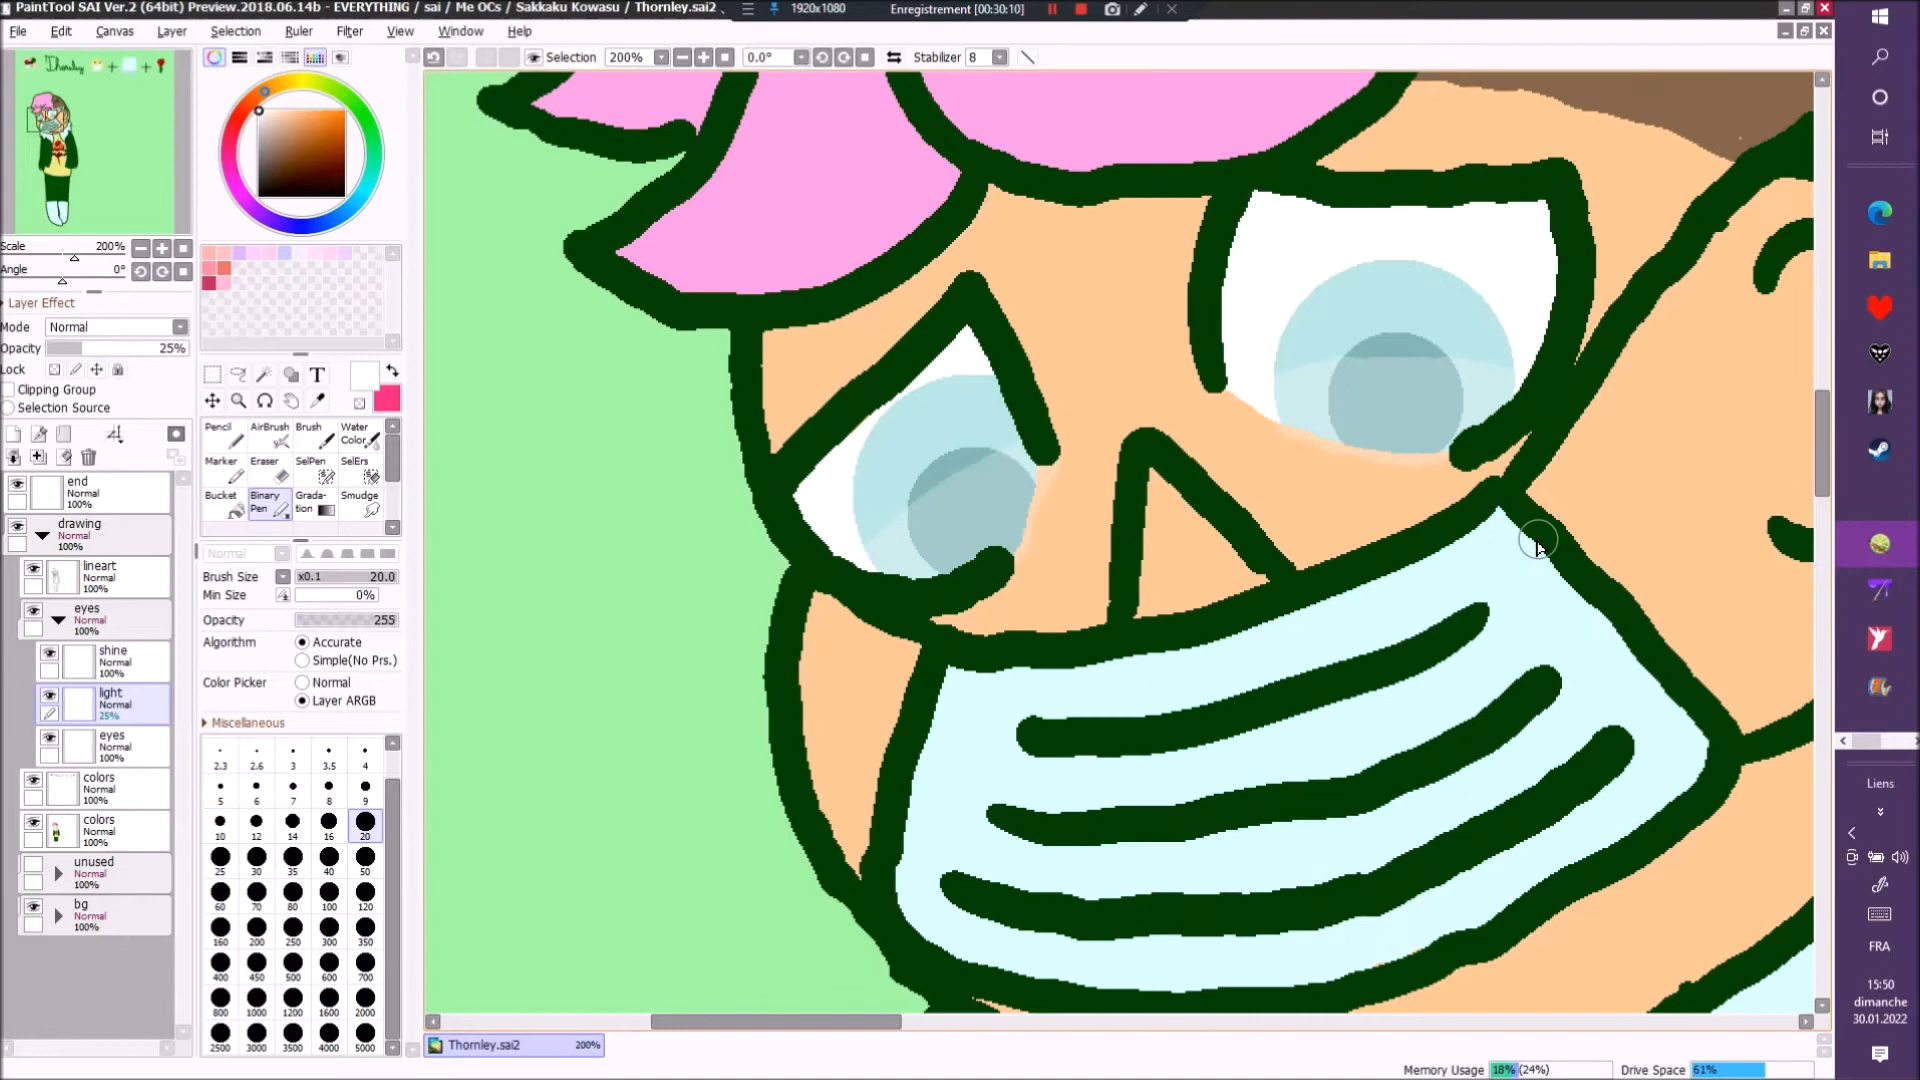 PaintTool SAI Ver.2 (64bit) Preview.2018.06.14b - EVERYTHING / sai / Me OCs / Sakkaku Kowasu / Thornley.sai2
1920x1080
Enregistrement [00:30:10]
File Edit Canvas Layer Selection Ruler Filter View Window Help
Selection 200% 0.0° Stabilizer 8
Thornley + +
Scale 200%
Angle 0°
Layer Effect
Mode Normal
Opacity 25%
Lock
Clipping Group
Selection Source
end
Normal
100%
drawing
Normal
100%
lineart
Normal
100%
eyes
Normal
100%
shine
Normal
100%
light
Normal
25%
eyes
Normal
100%
colors
Normal
100%
colors
Normal
100%
unused
Normal
100%
bg
Normal
100%
T
Pencil AirBrush Brush Water Color
Marker Eraser SelPen SelErs
Bucket Binary Pen Grada-tion Smudge
Normal
Brush Size x0.1 20.0
Min Size 0%
Opacity 255
Algorithm Accurate
Simple(No Prs.)
Color Picker Normal
Layer ARGB
Miscellaneous
2.3 2.6 3 3.5 4
5 6 7 8 9
10 12 14 16 20
25 30 35 40 50
60 70 80 100 120
160 200 250 300 350
400 450 500 600 700
800 1000 1200 1600 2000
2500 3000 3500 4000 5000
Thornley.sai2 200%
Memory Usage 18% (24%) Drive Space 61%
Liens
FRA
15:50
dimanche
30.01.2022